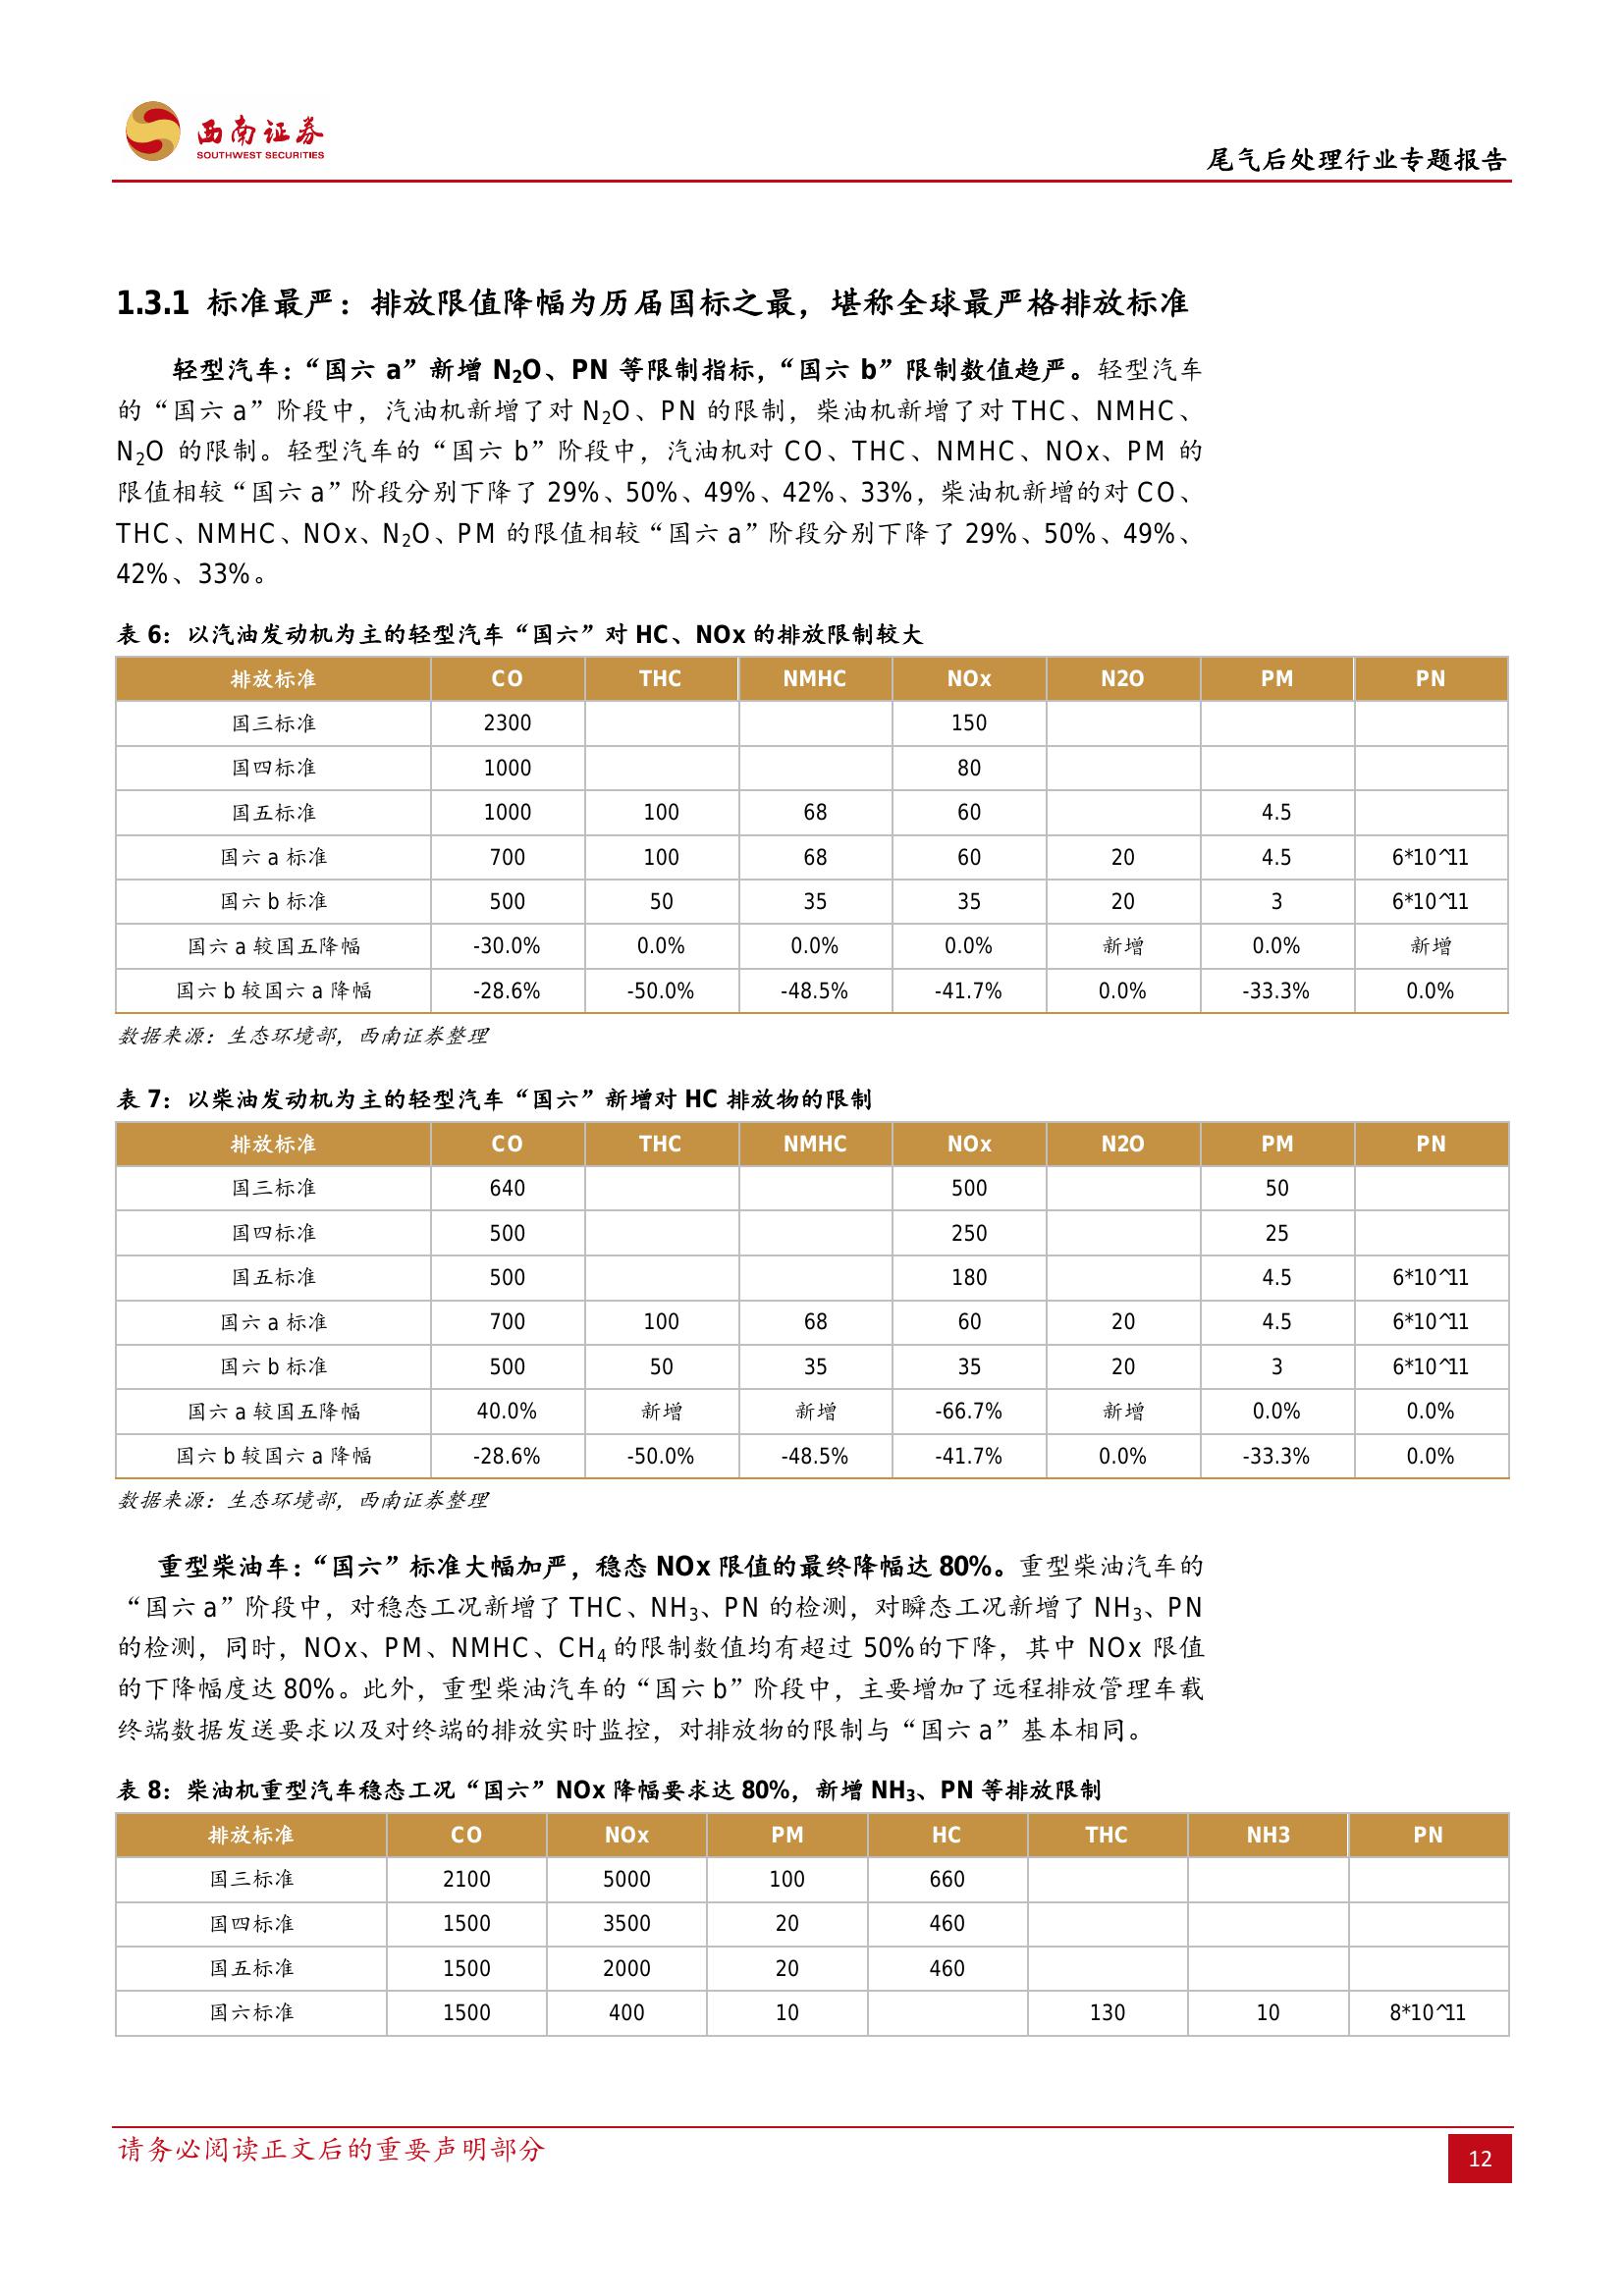 西南证券
SOUTHWEST SECURITIES
尾气后处理行业专题报告
1.3.1 标准最严：排放限值降幅为历届国标之最，堪称全球最严格排放标准
轻型汽车：“国六 a”新增 N₂O、PN 等限制指标，“国六 b”限制数值趋严。轻型汽车
的“国六 a”阶段中，汽油机新增了对 N₂O、PN 的限制，柴油机新增了对 THC、NMHC、
N₂O 的限制。轻型汽车的“国六 b”阶段中，汽油机对 CO、THC、NMHC、NOx、PM 的
限值相较“国六 a”阶段分别下降了 29%、50%、49%、42%、33%，柴油机新增的对 CO、
THC、NMHC、NOx、N₂O、PM 的限值相较“国六 a”阶段分别下降了 29%、50%、49%、
42%、33%。
表 6：以汽油发动机为主的轻型汽车“国六”对 HC、NOx 的排放限制较大
排放标准 CO THC NMHC NOx N2O PM PN
国三标准 2300 150
国四标准 1000 80
国五标准 1000 100 68 60 4.5
国六 a 标准 700 100 68 60 20 4.5 6*10^11
国六 b 标准 500 50 35 35 20 3 6*10^11
国六 a 较国五降幅 -30.0% 0.0% 0.0% 0.0% 新增 0.0% 新增
国六 b 较国六 a 降幅 -28.6% -50.0% -48.5% -41.7% 0.0% -33.3% 0.0%
数据来源：生态环境部，西南证券整理
表 7：以柴油发动机为主的轻型汽车“国六”新增对 HC 排放物的限制
排放标准 CO THC NMHC NOx N2O PM PN
国三标准 640 500 50
国四标准 500 250 25
国五标准 500 180 4.5 6*10^11
国六 a 标准 700 100 68 60 20 4.5 6*10^11
国六 b 标准 500 50 35 35 20 3 6*10^11
国六 a 较国五降幅 40.0% 新增 新增 -66.7% 新增 0.0% 0.0%
国六 b 较国六 a 降幅 -28.6% -50.0% -48.5% -41.7% 0.0% -33.3% 0.0%
数据来源：生态环境部，西南证券整理
重型柴油车：“国六”标准大幅加严，稳态 NOx 限值的最终降幅达 80%。重型柴油汽车的
“国六 a”阶段中，对稳态工况新增了 THC、NH₃、PN 的检测，对瞬态工况新增了 NH₃、PN
的检测，同时，NOx、PM、NMHC、CH₄ 的限制数值均有超过 50%的下降，其中 NOx 限值
的下降幅度达 80%。此外，重型柴油汽车的“国六 b”阶段中，主要增加了远程排放管理车载
终端数据发送要求以及对终端的排放实时监控，对排放物的限制与“国六 a”基本相同。
表 8：柴油机重型汽车稳态工况“国六”NOx 降幅要求达 80%，新增 NH₃、PN 等排放限制
排放标准 CO NOx PM HC THC NH3 PN
国三标准 2100 5000 100 660
国四标准 1500 3500 20 460
国五标准 1500 2000 20 460
国六标准 1500 400 10 130 10 8*10^11
请务必阅读正文后的重要声明部分
12